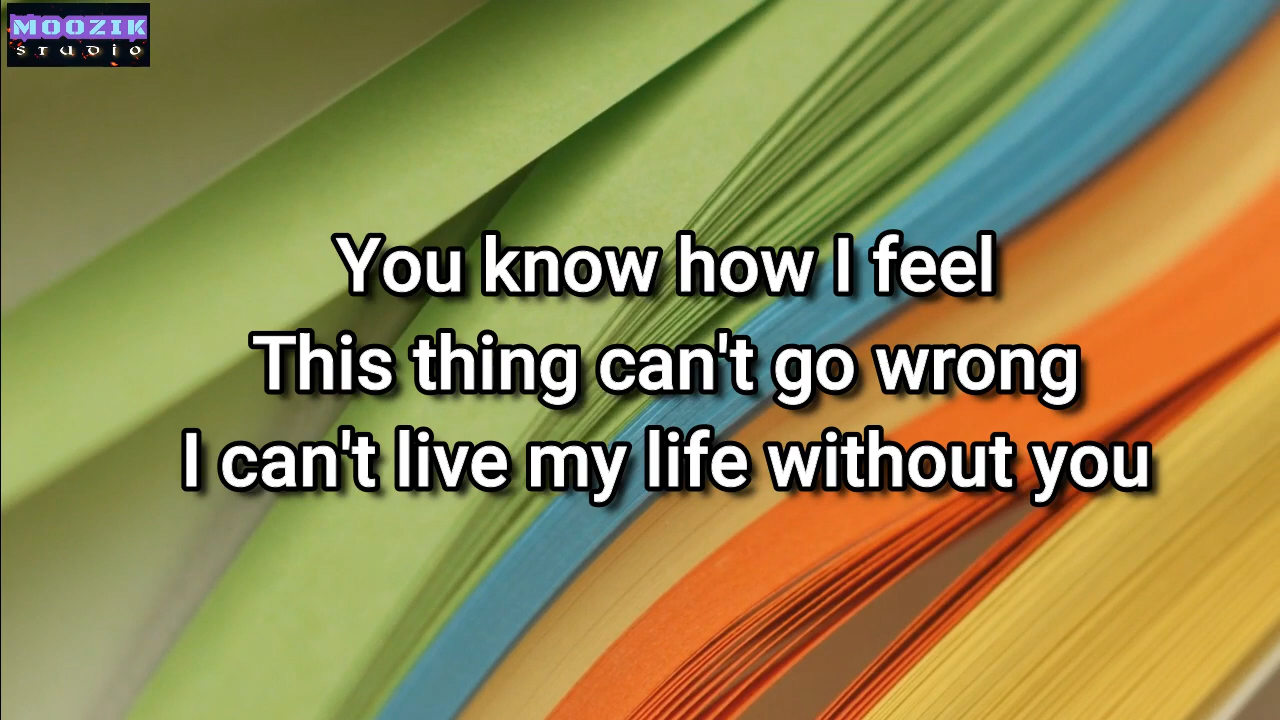 MOOZIK
STUDIO
You know how I feel
This thing can't go wrong
I can't live my life without you